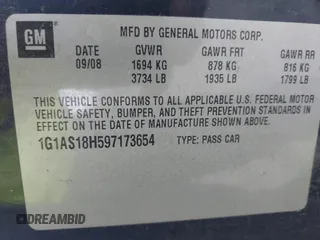 GM
MFD BY GENERAL MOTORS CORP.
DATE GVWR GAWR FRT GAWR RR
09/08 1694 KG 878 KG 816 KG
3734 LB 1935 LB 1799 LB
THIS VEHICLE CONFORMS TO ALL APPLICABLE U.S. FEDERAL MOTOR
VEHICLE SAFETY, BUMPER, AND THEFT PREVENTION STANDARDS IN
EFFECT ON THE DATE OF MANUFACTURE SHOWN ABOVE.
1G1AS18H597173654 TYPE: PASS CAR
DREAMBID